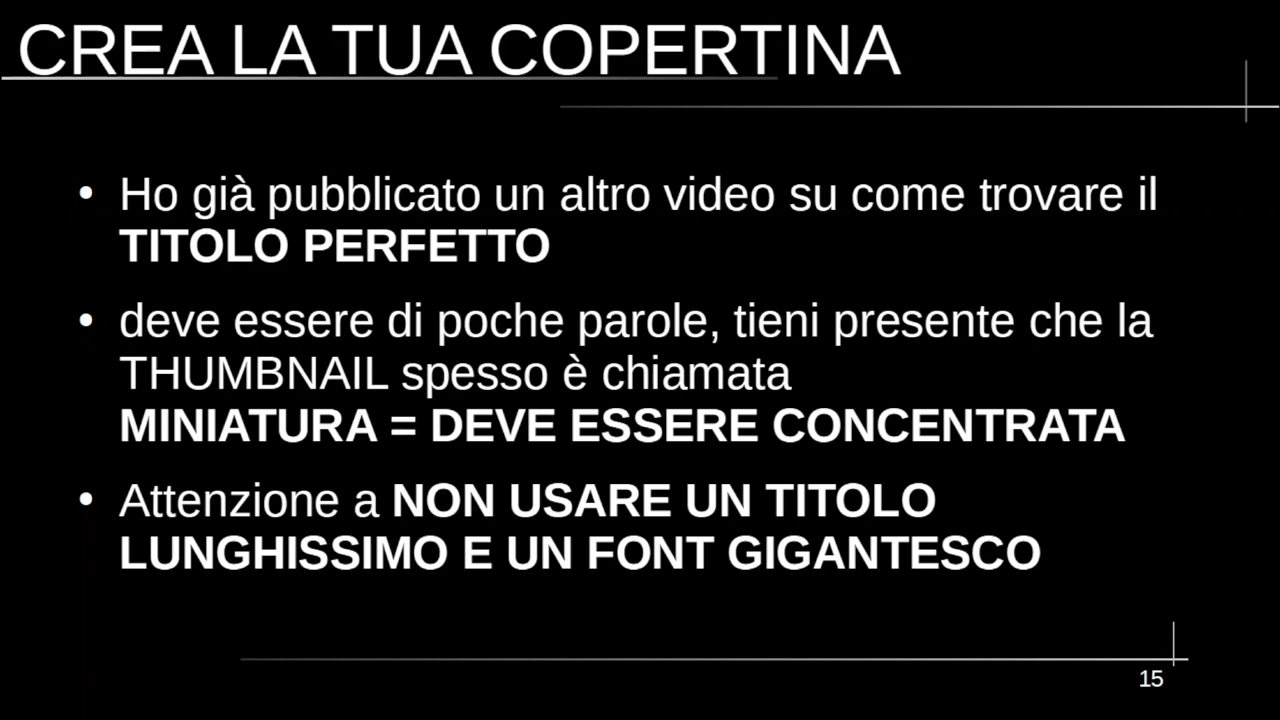 CREA LA TUA COPERTINA
• Ho già pubblicato un altro video su come trovare il
TITOLO PERFETTO
• deve essere di poche parole, tieni presente che la
THUMBNAIL spesso è chiamata
MINIATURA = DEVE ESSERE CONCENTRATA
• Attenzione a NON USARE UN TITOLO
LUNGHISSIMO E UN FONT GIGANTESCO
15